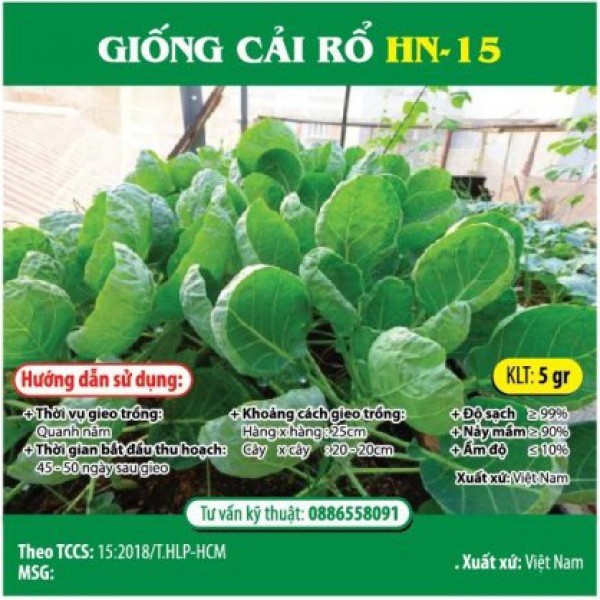 GIỐNG CẢI RỔ HN-15
KLT: 5 gr
Hướng dẫn sử dụng:
+ Thời vụ gieo trồng:
Quanh năm
+ Thời gian bắt đầu thu hoạch:
45 - 50 ngày sau gieo
+ Khoảng cách gieo trồng:
Hàng x hàng : 25cm
Cây x cây : 20 -20cm
+ Độ sạch ≥ 99%
+ Nảy mầm ≥ 90%
+ Ẩm độ ≤ 10%
Xuất xứ: Việt Nam
Tư vấn kỹ thuật: 0886558091
Theo TCCS: 15:2018/T.HLP-HCM
MSG:
. Xuất xứ: Việt Nam